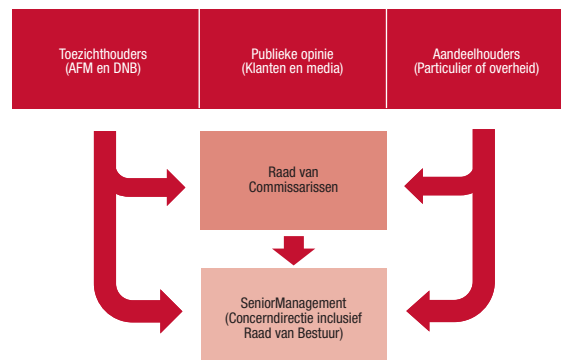 Toezichthouders
(AFM en DNB)
Publieke opinie
(Klanten en media)
Aandeelhouders
(Particulier of overheid)
Raad van
Commissarissen
SeniorManagement
(Concerndirectie inclusief
Raad van Bestuur)